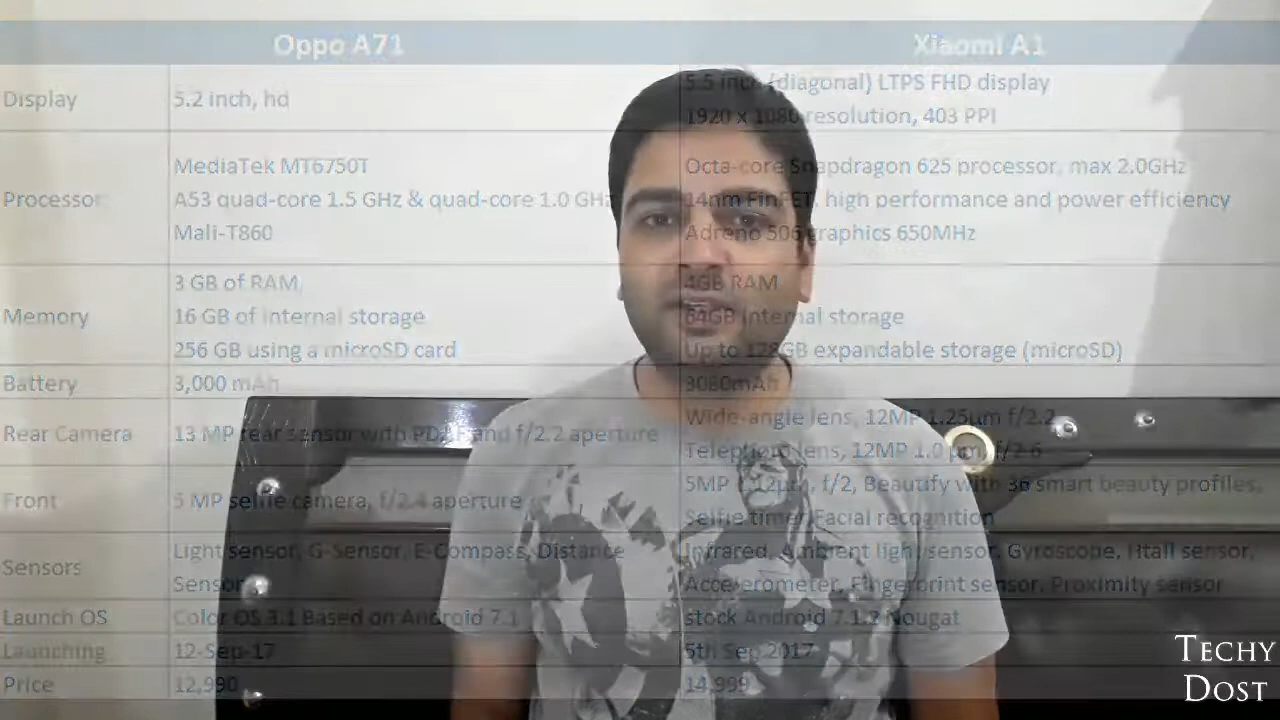 Oppo A71 Xiaomi A1
Display 5.2 inch, hd 5.5 inch (diagonal) LTPS FHD display
1920 x 1080 resolution, 403 PPI
Processor MediaTek MT6750T Octa-core Snapdragon 625 processor, max 2.0GHz
A53 quad-core 1.5 GHz & quad-core 1.0 GHz 14nm FinFET, high performance and power efficiency
Mali-T860 Adreno 506 graphics 650MHz
Memory 3 GB of RAM 4GB RAM
16 GB of internal storage 64GB internal storage
256 GB using a microSD card Up to 128GB expandable storage (microSD)
Battery 3,000 mAh 3080mAh
Rear Camera 13 MP rear sensor with PDAF and f/2.2 aperture Wide-angle lens, 12MP 1.25µm f/2.2
Telephoto lens, 12MP 1.0 µm f/2.6
Front 5 MP selfie camera, f/2.4 aperture 5MP 1.12µm, f/2, Beautify with 36 smart beauty profiles,
Selfie timer, Facial recognition
Sensors Light sensor, G-Sensor, E-Compass, Distance Infrared, Ambient light sensor, Gyroscope, Htall sensor,
Sensor Accelerometer, Fingerprint sensor, Proximity sensor
Launch OS Color OS 3.1 Based on Android 7.1 stock Android 7.1.2 Nougat
Launching 12-Sep-17 5th Sep 2017
Price 12,990 14,999
TECHY
DOST